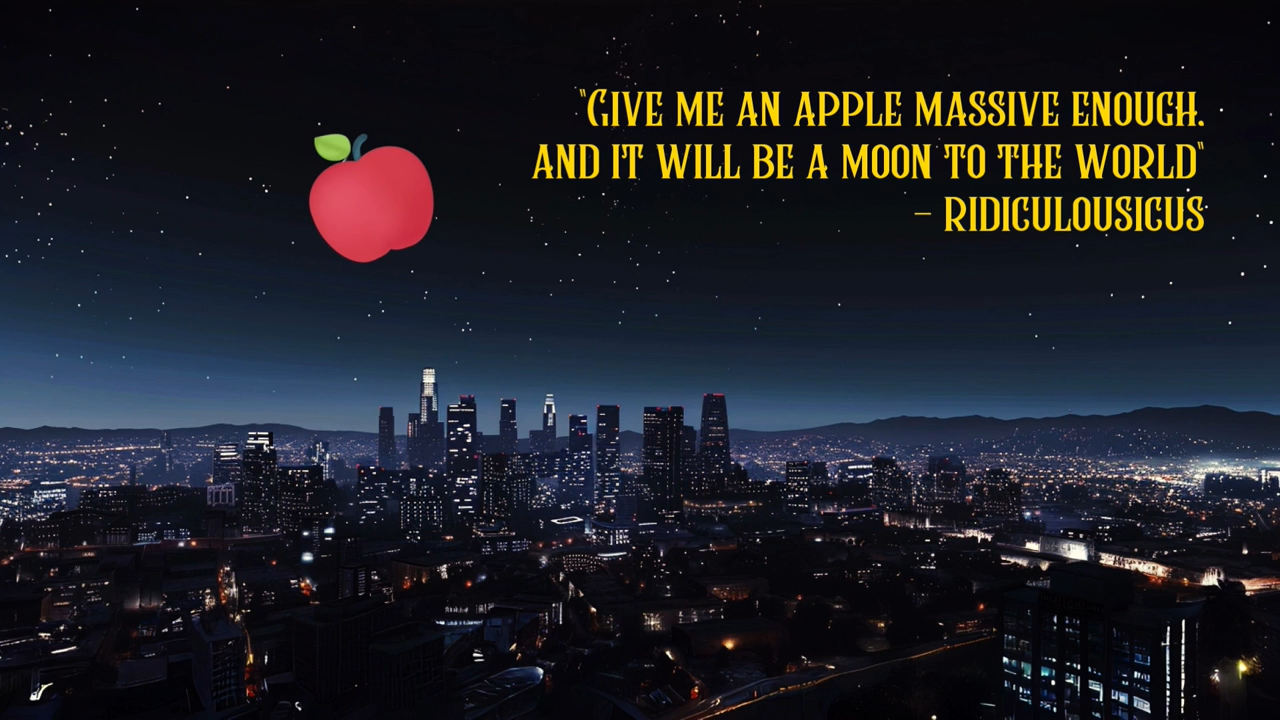 "Give me an apple massive enough.
and it will be a moon to the world"
- Ridiculousicus